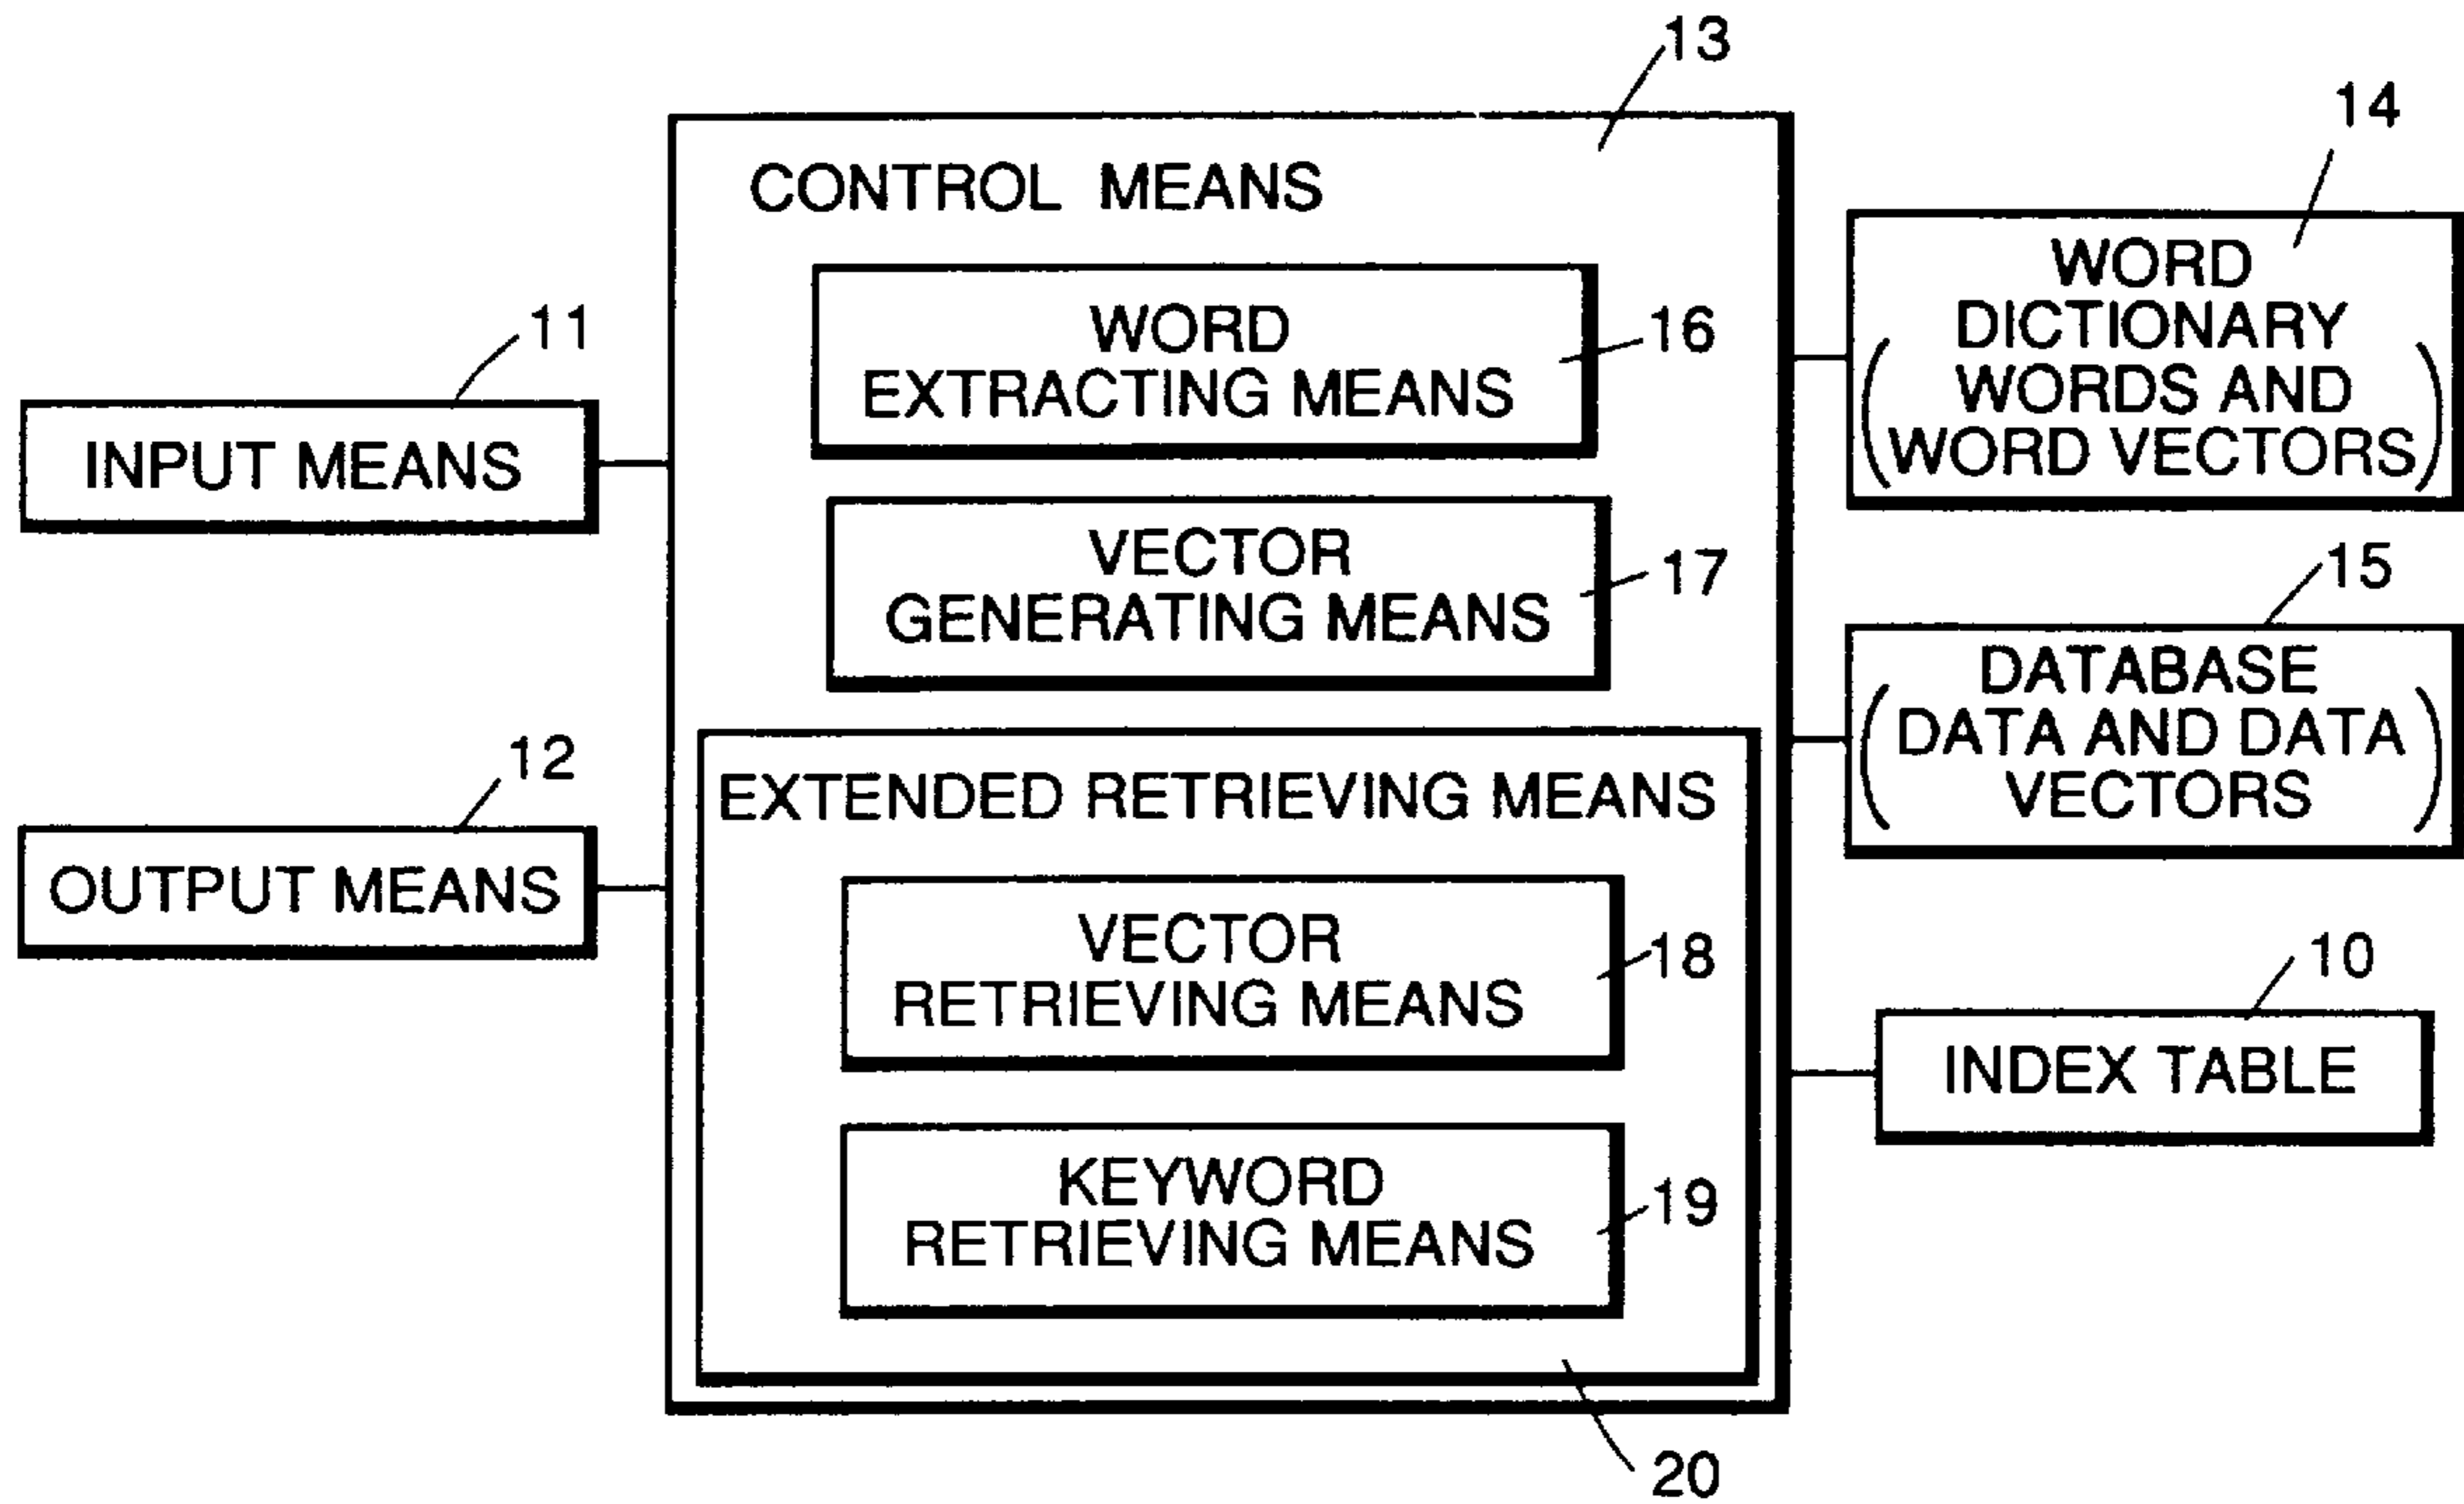 13
CONTROL MEANS
14
WORD
DICTIONARY
WORDS AND
WORD VECTORS
11
INPUT MEANS
WORD
EXTRACTING MEANS
16
VECTOR
GENERATING MEANS
17
15
DATABASE
DATA AND DATA
VECTORS
12
OUTPUT MEANS
EXTENDED RETRIEVING MEANS
VECTOR
RETRIEVING MEANS
18
10
INDEX TABLE
KEYWORD
RETRIEVING MEANS
19
20